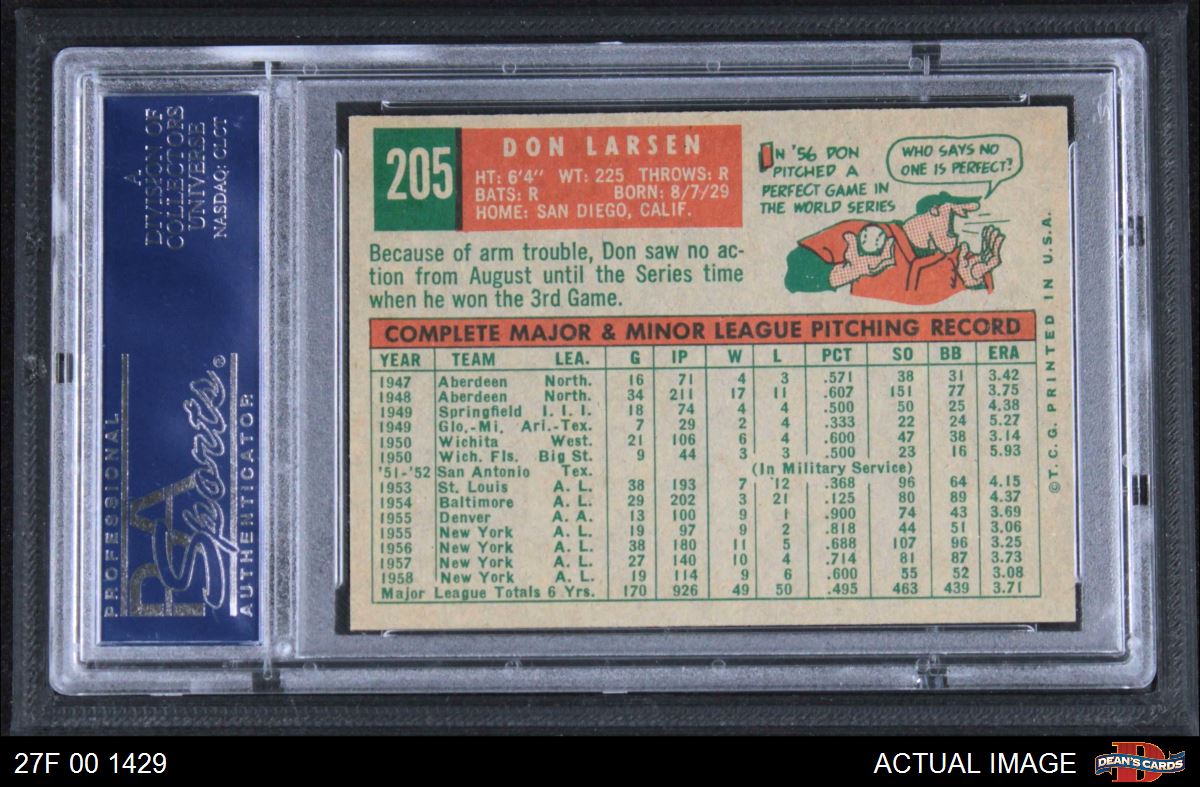 A
DIVISION OF
COLLECTORS
UNIVERSE
NASDAQ: CLCT
PROFESSIONAL
PSA
Sports®
AUTHENTICATOR
205
DON LARSEN
HT: 6'4" WT: 225 THROWS: R
BATS: R BORN: 8/7/29
HOME: SAN DIEGO, CALIF.
IN '56 DON
PITCHED A
PERFECT GAME IN
THE WORLD SERIES
WHO SAYS NO
ONE IS PERFECT?
Because of arm trouble, Don saw no ac-
tion from August until the Series time
when he won the 3rd Game.
COMPLETE MAJOR & MINOR LEAGUE PITCHING RECORD
YEAR TEAM LEA. G IP W L PCT SO BB ERA
1947 Aberdeen North. 16 71 4 3 .571 38 31 3.42
1948 Aberdeen North. 34 211 17 11 .607 151 77 3.75
1949 Springfield I. I. I. 18 74 4 4 .500 50 25 4.38
1949 Glo.-Mi. Ari.-Tex. 7 29 2 4 .333 22 24 5.27
1950 Wichita West. 21 106 6 4 .600 47 38 3.14
1950 Wich. Fls. Big St. 9 44 3 3 .500 23 16 5.93
'51-'52 San Antonio Tex. (In Military Service)
1953 St. Louis A. L. 38 193 7 12 .368 96 64 4.15
1954 Baltimore A. L. 29 202 3 21 .125 80 89 4.37
1955 Denver A. A. 13 100 9 1 .900 74 43 3.69
1955 New York A. L. 19 97 9 2 .818 44 51 3.06
1956 New York A. L. 38 180 11 5 .688 107 96 3.25
1957 New York A. L. 27 140 10 4 .714 81 87 3.73
1958 New York A. L. 19 114 9 6 .600 55 52 3.08
Major League Totals 6 Yrs. 170 926 49 50 .495 463 439 3.71
© T. C. G. PRINTED IN U.S.A.
27F 00 1429
ACTUAL IMAGE
D
DEAN'S CARDS